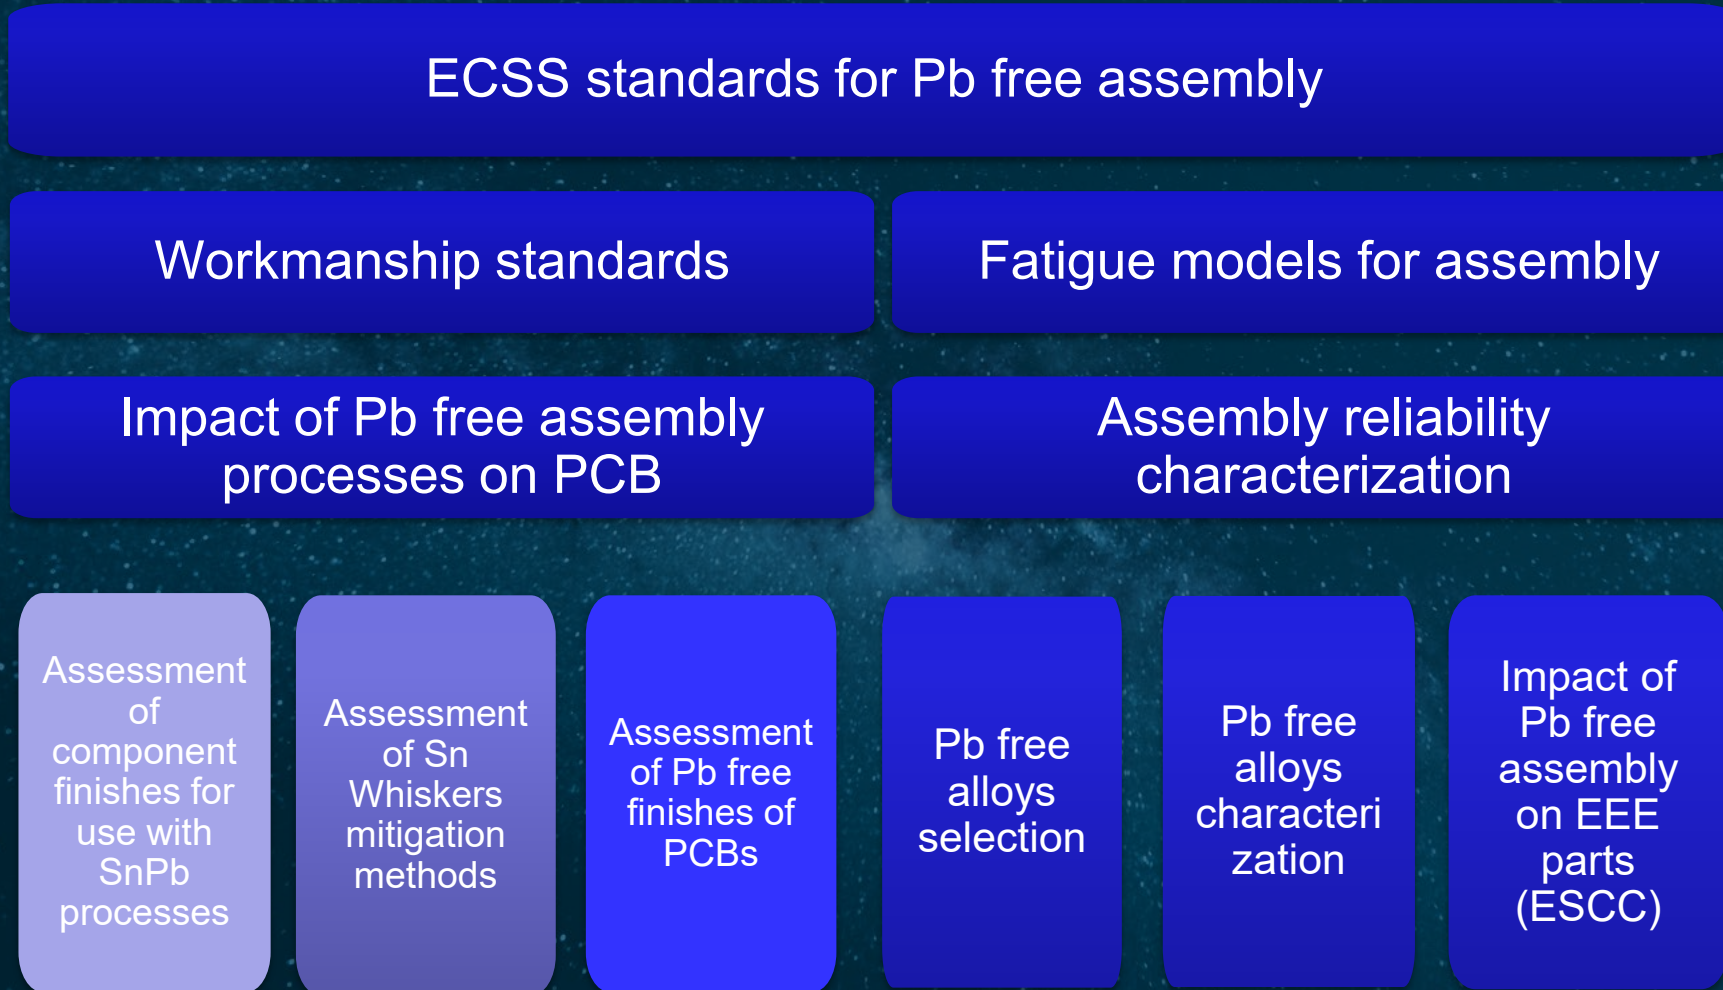 ECSS standards for Pb free assembly
Workmanship standards
Fatigue models for assembly
Impact of Pb free assembly
processes on PCB
Assembly reliability
characterization
Assessment
of
component
finishes for
use with
SnPb
processes
Assessment
of Sn
Whiskers
mitigation
methods
Assessment
of Pb free
finishes of
PCBs
Pb free
alloys
selection
Pb free
alloys
characteri
zation
Impact of
Pb free
assembly
on EEE
parts
(ESCC)